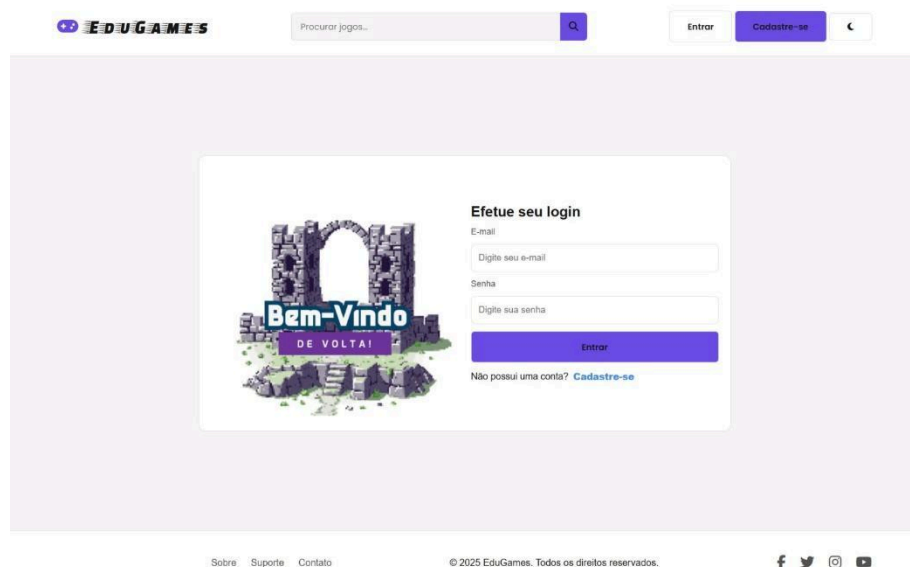 EDUGAMES
Procurar jogos...
Entrar
Cadastre-se
Bem-Vindo
DE VOLTA!
Efetue seu login
E-mail
Digite seu e-mail
Senha
Digite sua senha
Entrar
Não possui uma conta? Cadastre-se
Sobre Suporte Contato
© 2025 EduGames. Todos os direitos reservados.